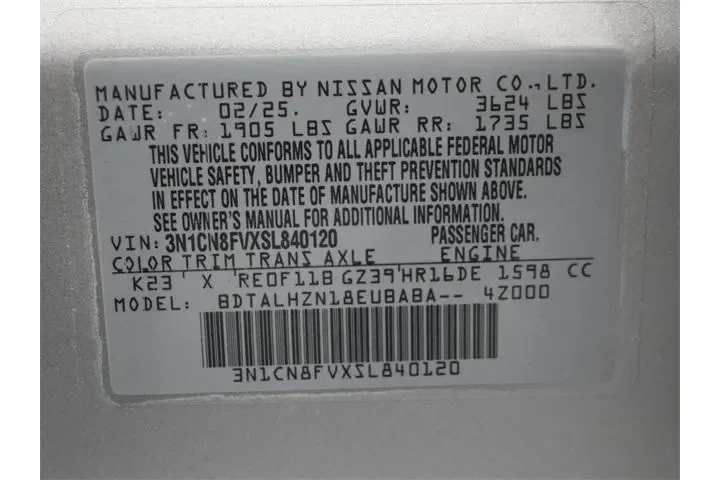 MANUFACTURED BY NISSAN MOTOR CO.,LTD.
DATE: 02/25. GVWR: 3624 LBS
GAWR FR: 1905 LBS GAWR RR: 1735 LBS
THIS VEHICLE CONFORMS TO ALL APPLICABLE FEDERAL MOTOR
VEHICLE SAFETY, BUMPER AND THEFT PREVENTION STANDARDS
IN EFFECT ON THE DATE OF MANUFACTURE SHOWN ABOVE.
SEE OWNER'S MANUAL FOR ADDITIONAL INFORMATION.
VIN: 3N1CN8FVXSL840120 PASSENGER CAR.
COLOR TRIM TRANS AXLE ENGINE
K23 ' X 'RE0F11B GZ39'HR16DE 1598 CC
MODEL: BDTALHZN18EUBABA-- 4Z000
3N1CN8FVXSL840120